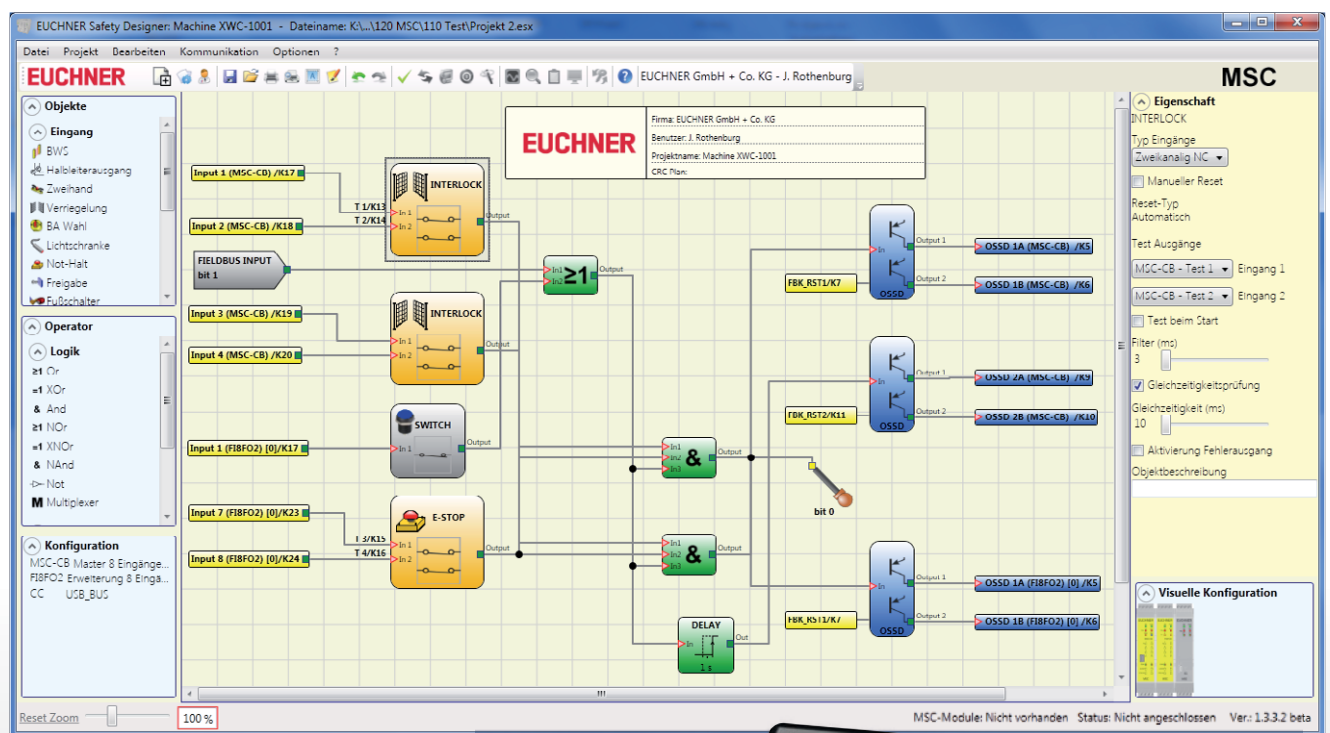 EUCHNER Safety Designer: Machine XWC-1001 - Dateiname: K:\...\120 MSC\110 Test\Projekt 2.esx
Datei Projekt Bearbeiten Kommunikation Optionen ?
EUCHNER
EUCHNER GmbH + Co. KG - J. Rothenburg
MSC
Objekte
Eingang
BWS
Halbleiterausgang
Zweihand
Verriegelung
BA Wahl
Lichtschranke
Not-Halt
Freigabe
Fußschalter
Operator
Logik
≥1 Or
=1 XOr
& And
≥1 NOr
=1 XNOr
& NAnd
Not
M Multiplexer
Konfiguration
MSC-CB Master 8 Eingänge...
FI8FO2 Erweiterung 8 Eingä...
CC USB_BUS
EUCHNER
Firma: EUCHNER GmbH + Co. KG
Benutzer: J. Rothenburg
Projektname: Machine XWC-1001
CRC Plan:
Input 1 (MSC-CB) /K17
Input 2 (MSC-CB) /K18
T 1/K13
T 2/K14
INTERLOCK
In 1
In 2
Output
FIELDBUS INPUT
bit 1
In1
In2
≥1
Output
Input 3 (MSC-CB) /K19
Input 4 (MSC-CB) /K20
INTERLOCK
In 1
In 2
Output
Input 1 (FI8FO2) [0]/K17
SWITCH
In 1
Output
Input 7 (FI8FO2) [0]/K23
Input 8 (FI8FO2) [0]/K24
T 3/K15
T 4/K16
E-STOP
In 1
In 2
Output
In1
In2
In3
&
Output
In1
In2
In3
&
Output
DELAY
In
Out
1 s
bit 0
FBK_RST1/K7
In
OSSD
Output 1
Output 2
OSSD 1A (MSC-CB) /K5
OSSD 1B (MSC-CB) /K6
FBK_RST2/K11
In
OSSD
Output 1
Output 2
OSSD 2A (MSC-CB) /K9
OSSD 2B (MSC-CB) /K10
FBK_RST1/K7
In
OSSD
Output 1
Output 2
OSSD 1A (FI8FO2) [0] /K5
OSSD 1B (FI8FO2) [0] /K6
Eigenschaft
INTERLOCK
Typ Eingänge
Zweikanalig NC
Manueller Reset
Reset-Typ
Automatisch
Test Ausgänge
MSC-CB - Test 1 Eingang 1
MSC-CB - Test 2 Eingang 2
Test beim Start
Filter (ms)
3
Gleichzeitigkeitsprüfung
Gleichzeitigkeit (ms)
10
Aktivierung Fehlerausgang
Objektbeschreibung
Visuelle Konfiguration
Reset Zoom
100 %
MSC-Module: Nicht vorhanden Status: Nicht angeschlossen Ver.: 1.3.3.2 beta